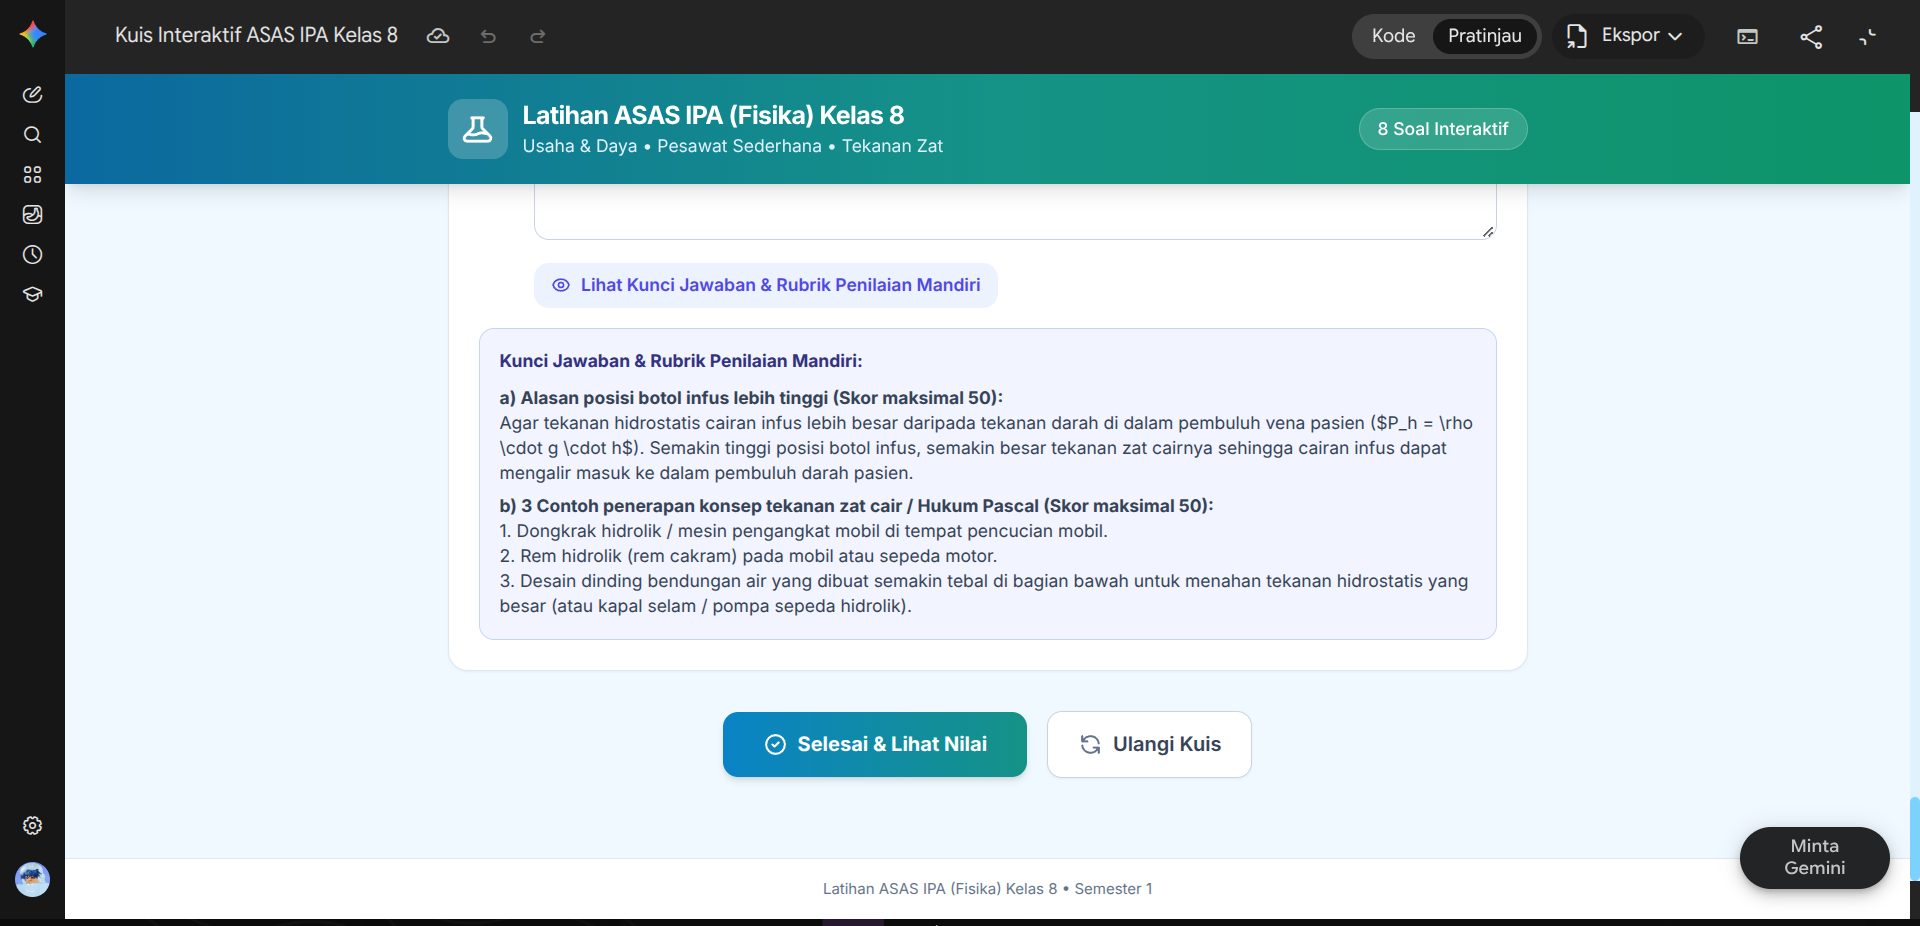 Kuis Interaktif ASAS IPA Kelas 8
Kode
Pratinjau
Ekspor
Latihan ASAS IPA (Fisika) Kelas 8
Usaha & Daya • Pesawat Sederhana • Tekanan Zat
8 Soal Interaktif
Lihat Kunci Jawaban & Rubrik Penilaian Mandiri
Kunci Jawaban & Rubrik Penilaian Mandiri:
a) Alasan posisi botol infus lebih tinggi (Skor maksimal 50):
Agar tekanan hidrostatis cairan infus lebih besar daripada tekanan darah di dalam pembuluh vena pasien ($P_h = \rho
\cdot g \cdot h$). Semakin tinggi posisi botol infus, semakin besar tekanan zat cairnya sehingga cairan infus dapat
mengalir masuk ke dalam pembuluh darah pasien.
b) 3 Contoh penerapan konsep tekanan zat cair / Hukum Pascal (Skor maksimal 50):
1. Dongkrak hidrolik / mesin pengangkat mobil di tempat pencucian mobil.
2. Rem hidrolik (rem cakram) pada mobil atau sepeda motor.
3. Desain dinding bendungan air yang dibuat semakin tebal di bagian bawah untuk menahan tekanan hidrostatis yang
besar (atau kapal selam / pompa sepeda hidrolik).
Selesai & Lihat Nilai
Ulangi Kuis
Minta
Gemini
Latihan ASAS IPA (Fisika) Kelas 8 • Semester 1